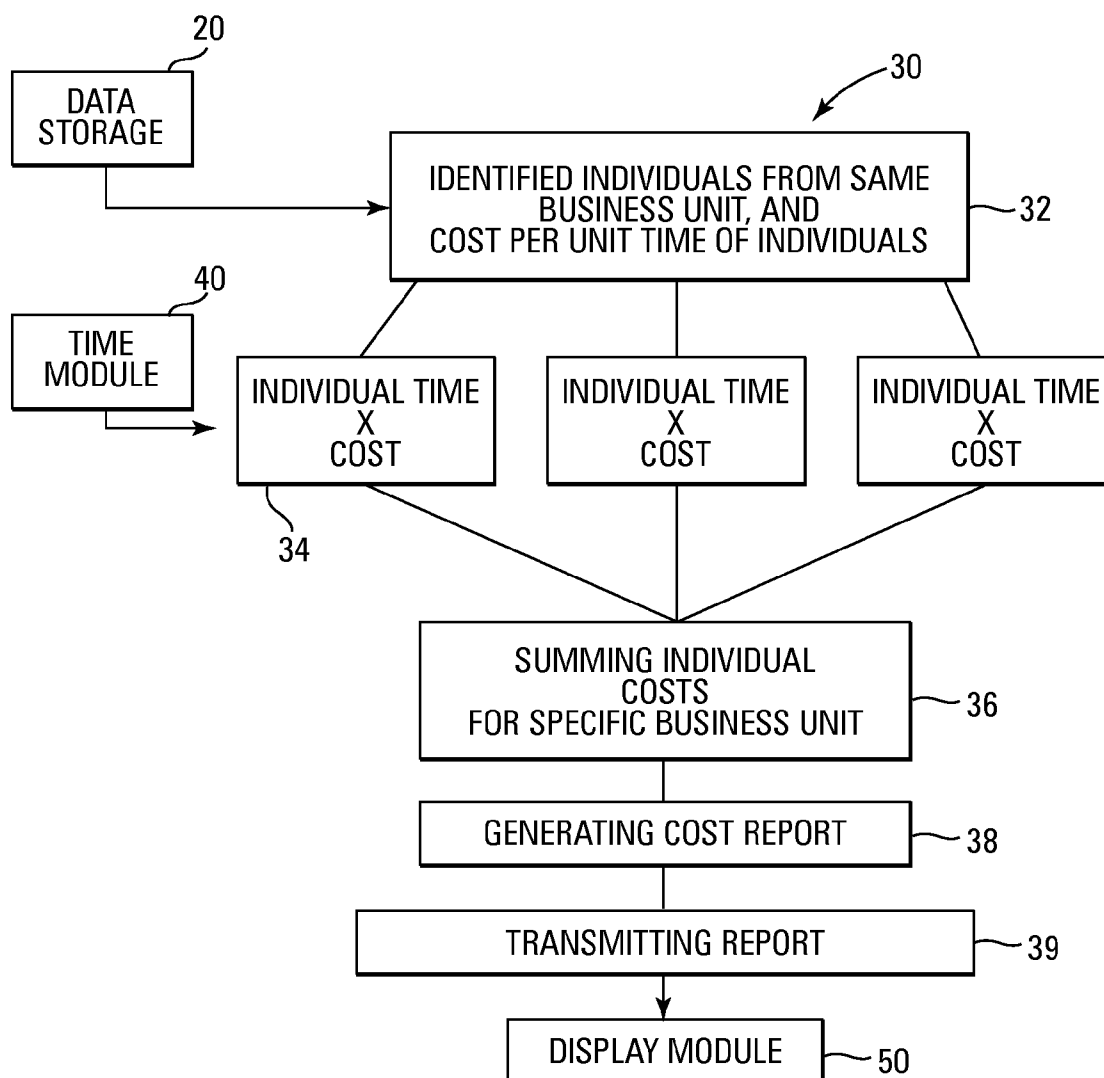 20
DATA
STORAGE
30
IDENTIFIED INDIVIDUALS FROM SAME
BUSINESS UNIT, AND
COST PER UNIT TIME OF INDIVIDUALS
32
40
TIME
MODULE
INDIVIDUAL TIME
X
COST
34
INDIVIDUAL TIME
X
COST
INDIVIDUAL TIME
X
COST
SUMMING INDIVIDUAL
COSTS
FOR SPECIFIC BUSINESS UNIT
36
GENERATING COST REPORT
38
TRANSMITTING REPORT
39
DISPLAY MODULE
50